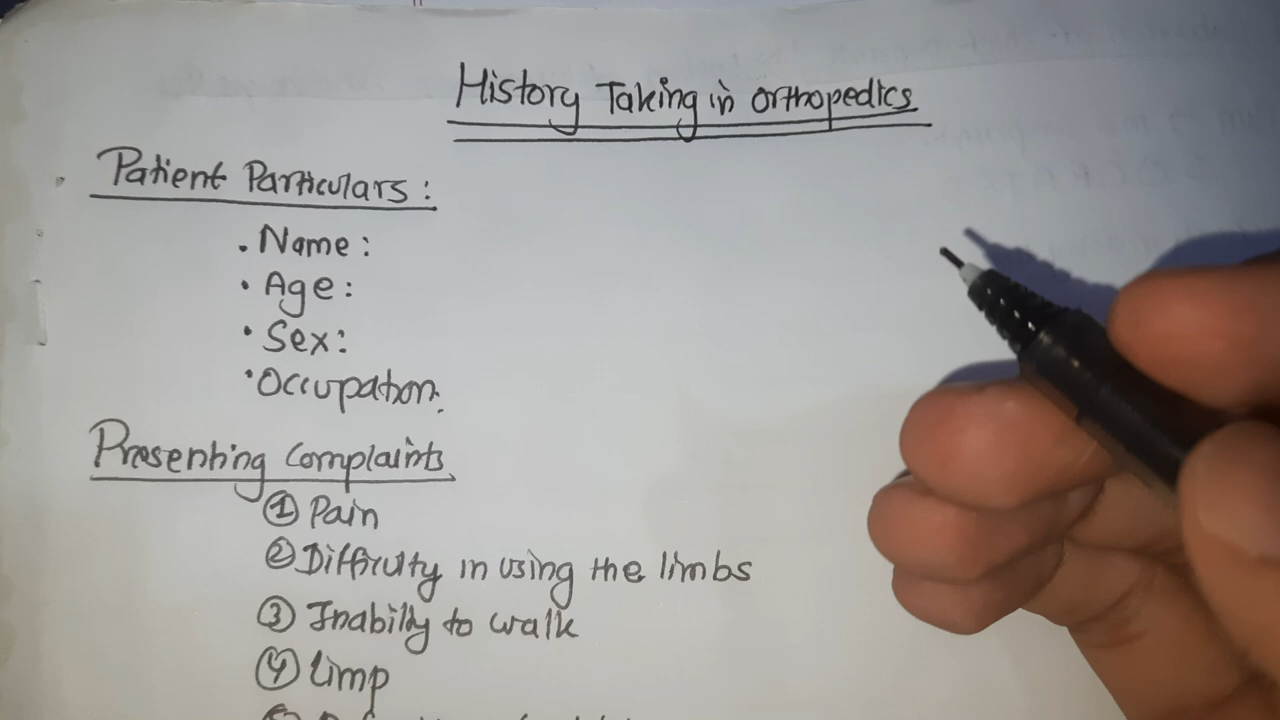 History Taking in Orthopedics
Patient Particulars :
. Name :
. Age :
. Sex :
. Occupation.
Presenting Complaints
① Pain
② Difficulty in using the limbs
③ Inability to walk
④ Limp